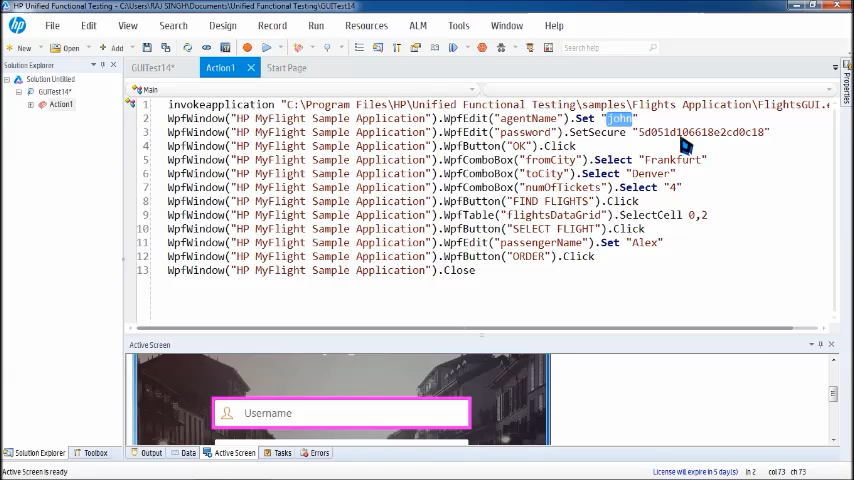 HP Unified Functional Testing - C:\Users\RAJ SINGH\Documents\Unified Functional Testing\GUITest14
hp File Edit View Search Design Record Run Resources ALM Tools Window Help
New Open Add Search help
Solution Explorer
GUITest14* Action1 Start Page
Solution Untitled
GUITest14*
Action1
Main
Properties
1 invokeapplication "C:\Program Files\HP\Unified Functional Testing\samples\Flights Application\FlightsGUI.
2 WpfWindow("HP MyFlight Sample Application").WpfEdit("agentName").Set "john"
3 WpfWindow("HP MyFlight Sample Application").WpfEdit("password").SetSecure "5d051d106618e2cd0c18"
4 WpfWindow("HP MyFlight Sample Application").WpfButton("OK").Click
5 WpfWindow("HP MyFlight Sample Application").WpfComboBox("fromCity").Select "Frankfurt"
6 WpfWindow("HP MyFlight Sample Application").WpfComboBox("toCity").Select "Denver"
7 WpfWindow("HP MyFlight Sample Application").WpfComboBox("numOfTickets").Select "4"
8 WpfWindow("HP MyFlight Sample Application").WpfButton("FIND FLIGHTS").Click
9 WpfWindow("HP MyFlight Sample Application").WpfTable("flightsDataGrid").SelectCell 0,2
10 WpfWindow("HP MyFlight Sample Application").WpfButton("SELECT FLIGHT").Click
11 WpfWindow("HP MyFlight Sample Application").WpfEdit("passengerName").Set "Alex"
12 WpfWindow("HP MyFlight Sample Application").WpfButton("ORDER").Click
13 WpfWindow("HP MyFlight Sample Application").Close
Active Screen
Username
Solution Explorer Toolbox Output Data Active Screen Tasks Errors
Active Screen is ready License will expire in 5 day(s) ln 2 col 73 ch 73